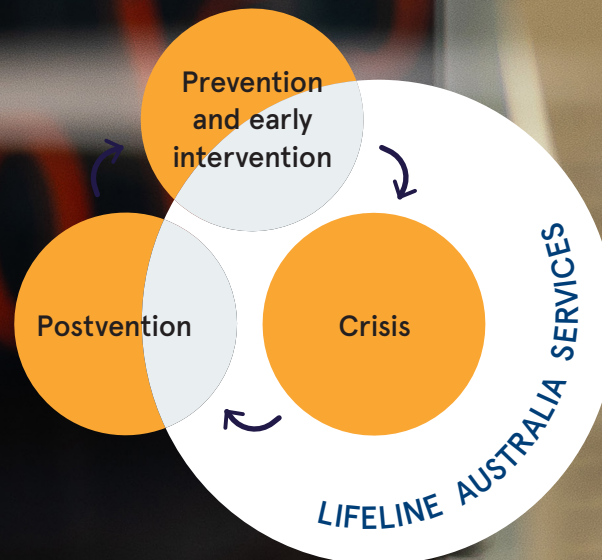 Prevention
and early
intervention
Postvention
Crisis
LIFELINE AUSTRALIA SERVICES